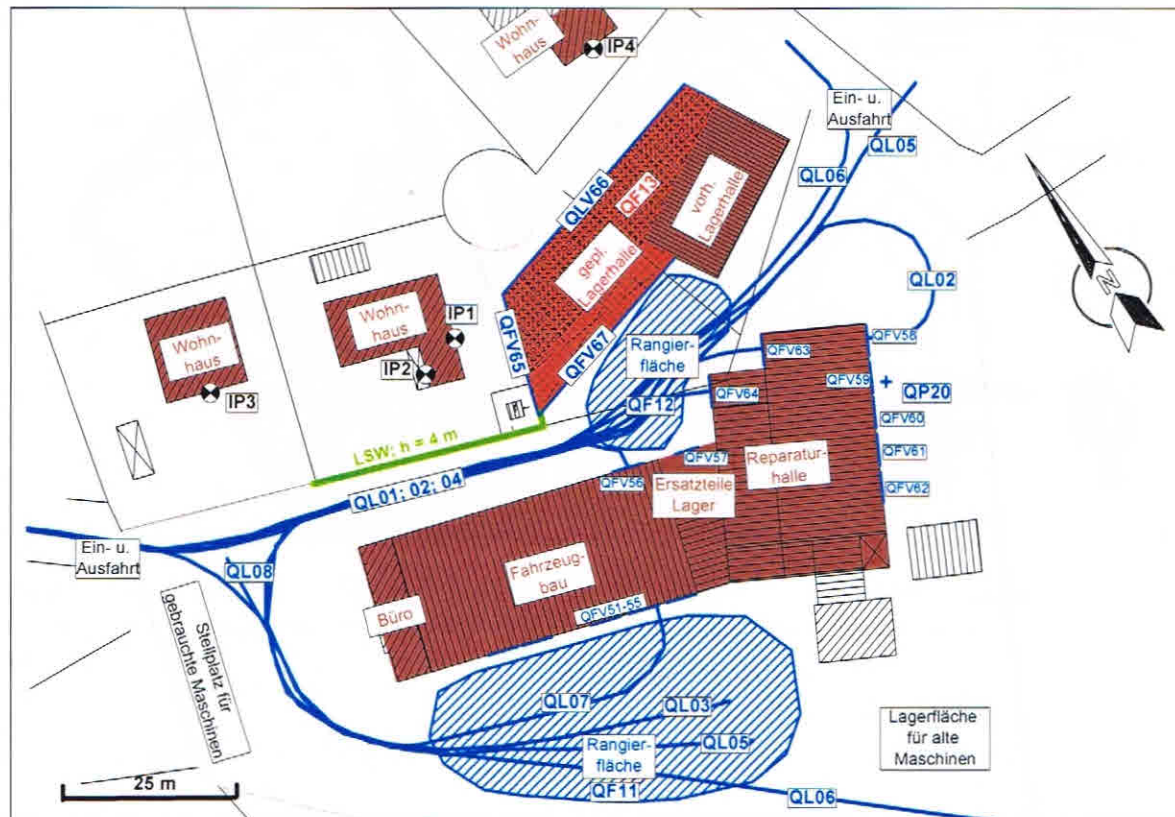 Wohn-
haus
IP4
Ein- u.
Ausfahrt
QL05
QL06
QLV66
QF13
vorh.
Lagerhalle
gepl.
Lagerhalle
QL02
N
Wohn-
haus
IP1
IP2
Wohn-
haus
IP3
QFV65
QFV67
Rangier-
fläche
QFV63
QFV58
QFV59
QP20
QFV64
QF12
QFV60
QFV61
QFV62
LSW; h = 4 m
QL01; 02; 04
QFV57
QFV56
Ersatzteile
Lager
Reparatur-
halle
Ein- u.
Ausfahrt
QL08
Fahrzeug-
bau
Büro
QFV51-55
Stellplatz für
gebrauchte Maschinen
QL07
QL03
QL05
Rangier-
fläche
QF11
QL06
Lagerfläche
für alte
Maschinen
25 m